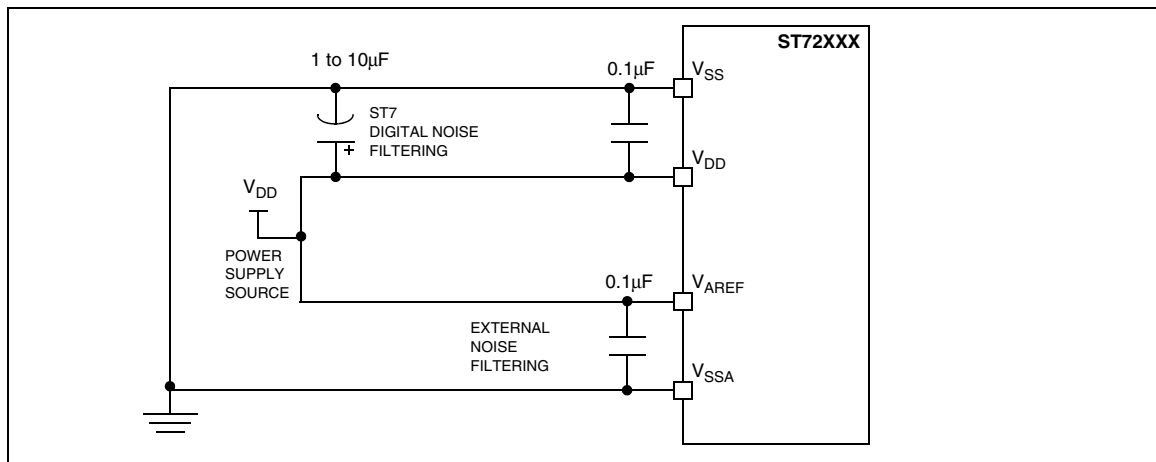 ST72XXX
1 to 10μF
0.1μF
VSS
ST7
DIGITAL NOISE
FILTERING
+
VDD
VDD
POWER
SUPPLY
SOURCE
0.1μF
VAREF
EXTERNAL
NOISE
FILTERING
VSSA